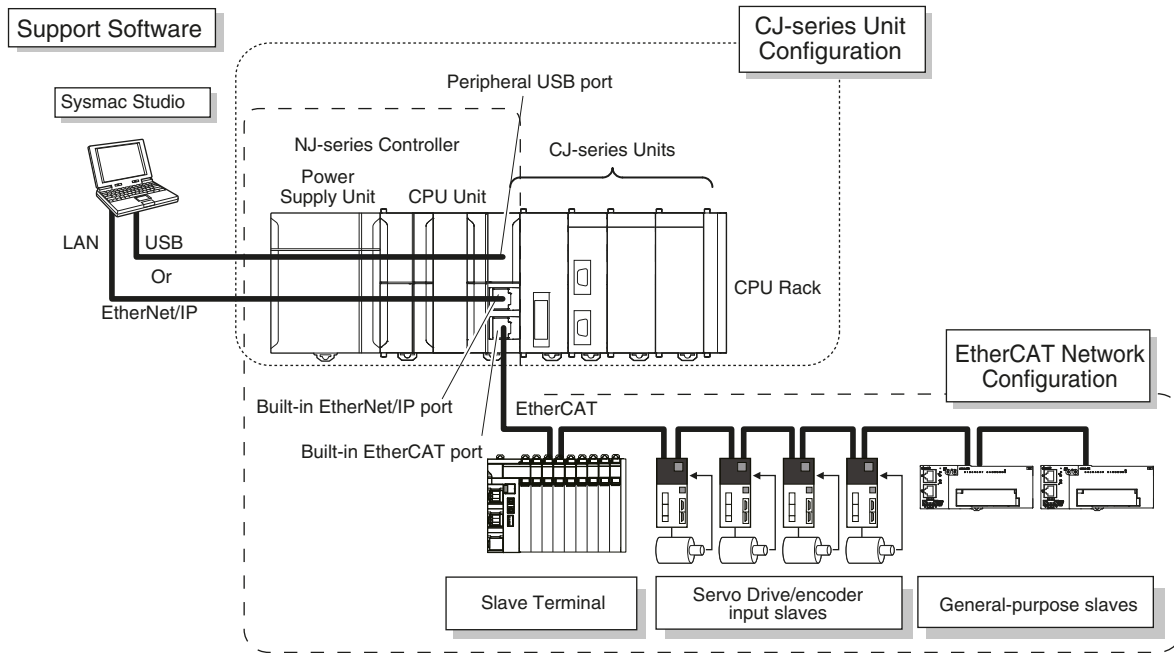 Support Software
CJ-series Unit
Configuration
Peripheral USB port
Sysmac Studio
NJ-series Controller
CJ-series Units
Power
Supply Unit
CPU Unit
LAN
USB
Or
EtherNet/IP
CPU Rack
EtherCAT Network
Configuration
Built-in EtherNet/IP port
EtherCAT
Built-in EtherCAT port
Slave Terminal
Servo Drive/encoder
input slaves
General-purpose slaves